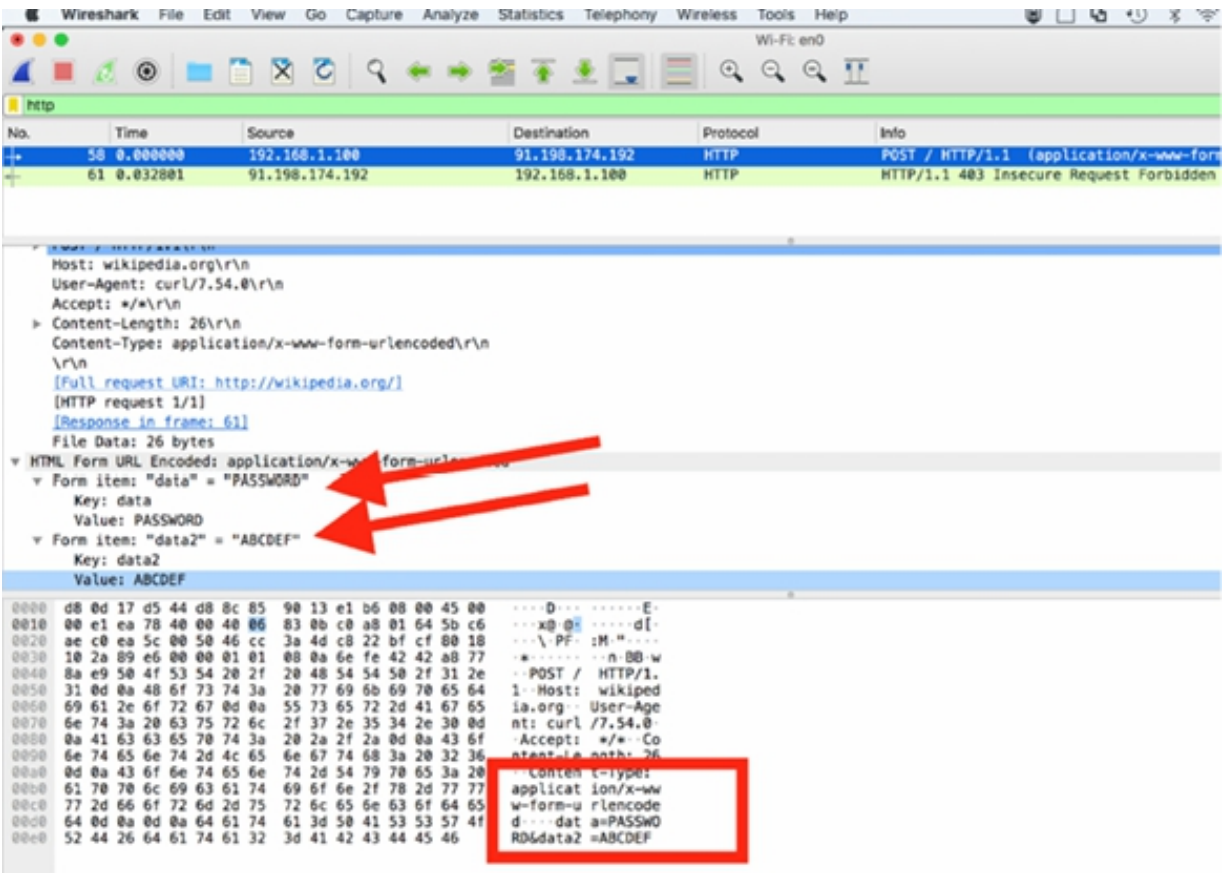 Wireshark File Edit View Go Capture Analyze Statistics Telephony Wireless Tools Help
Wi-Fi: en0
http
No. Time Source Destination Protocol Info
58 0.000000 192.168.1.100 91.198.174.192 HTTP POST / HTTP/1.1 (application/x-www-form
61 0.032801 91.198.174.192 192.168.1.100 HTTP HTTP/1.1 403 Insecure Request Forbidden
POST / HTTP/1.1\r\n
Host: wikipedia.org\r\n
User-Agent: curl/7.54.0\r\n
Accept: */*\r\n
Content-Length: 26\r\n
Content-Type: application/x-www-form-urlencoded\r\n
\r\n
[Full request URI: http://wikipedia.org/]
[HTTP request 1/1]
[Response in frame: 61]
File Data: 26 bytes
HTML Form URL Encoded: application/x-www-form-urlencoded
Form item: "data" = "PASSWORD"
Key: data
Value: PASSWORD
Form item: "data2" = "ABCDEF"
Key: data2
Value: ABCDEF
0000 d8 0d 17 d5 44 d8 8c 85 90 13 e1 b6 08 00 45 00 ····D··· ······E·
0010 00 e1 ea 78 40 00 40 06 83 0b c0 a8 01 64 5b c6 ···x@·@· ·····d[·
0020 ae c0 ea 5c 00 50 46 cc 3a 4d c8 22 bf cf 80 18 ···\·PF· :M·"····
0030 10 2a 89 e6 00 00 01 01 08 0a 6e fe 42 42 a8 77 ·*······ ··n·BB·w
0040 8a e9 50 4f 53 54 20 2f 20 48 54 54 50 2f 31 2e ··POST / HTTP/1.
0050 31 0d 0a 48 6f 73 74 3a 20 77 69 6b 69 70 65 64 1··Host: wikiped
0060 69 61 2e 6f 72 67 0d 0a 55 73 65 72 2d 41 67 65 ia.org·· User-Age
0070 6e 74 3a 20 63 75 72 6c 2f 37 2e 35 34 2e 30 0d nt: curl /7.54.0·
0080 0a 41 63 63 65 70 74 3a 20 2a 2f 2a 0d 0a 43 6f ·Accept: */*··Co
0090 6e 74 65 6e 74 2d 4c 65 6e 67 74 68 3a 20 32 36 ntent-Le ngth: 26
00a0 0d 0a 43 6f 6e 74 65 6e 74 2d 54 79 70 65 3a 20 ··Conten t-Type:
00b0 61 70 70 6c 69 63 61 74 69 6f 6e 2f 78 2d 77 77 applicat ion/x-ww
00c0 77 2d 66 6f 72 6d 2d 75 72 6c 65 6e 63 6f 64 65 w-form-u rlencode
00d0 64 0d 0a 0d 0a 64 61 74 61 3d 50 41 53 53 57 4f d····dat a=PASSWO
00e0 52 44 26 64 61 74 61 32 3d 41 42 43 44 45 46 RD&data2 =ABCDEF